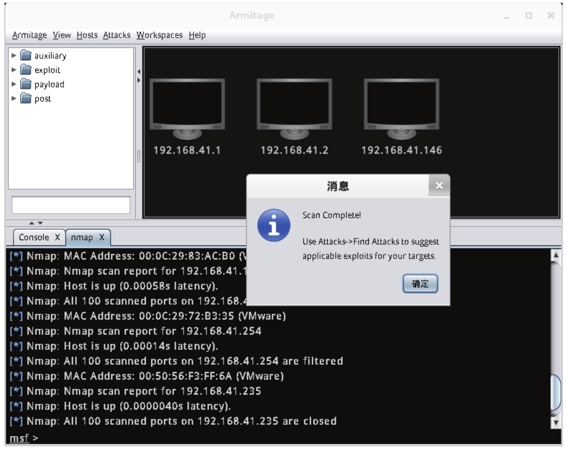 Armitage
Armitage View Hosts Attacks Workspaces Help
auxiliary
exploit
payload
post
192.168.41.1
192.168.41.2
192.168.41.146
消息
Scan Complete!
Use Attacks->Find Attacks to suggest
applicable exploits for your targets.
确定
Console X nmap X
[*] Nmap: MAC Address: 00:0C:29:83:AC:B0 (V
[*] Nmap: Nmap scan report for 192.168.41.1
[*] Nmap: Host is up (0.00058s latency).
[*] Nmap: All 100 scanned ports on 192.168.4
[*] Nmap: MAC Address: 00:0C:29:72:B3:35 (VMware)
[*] Nmap: Nmap scan report for 192.168.41.254
[*] Nmap: Host is up (0.00014s latency).
[*] Nmap: All 100 scanned ports on 192.168.41.254 are filtered
[*] Nmap: MAC Address: 00:50:56:F3:FF:6A (VMware)
[*] Nmap: Nmap scan report for 192.168.41.235
[*] Nmap: Host is up (0.0000040s latency).
[*] Nmap: All 100 scanned ports on 192.168.41.235 are closed
msf >